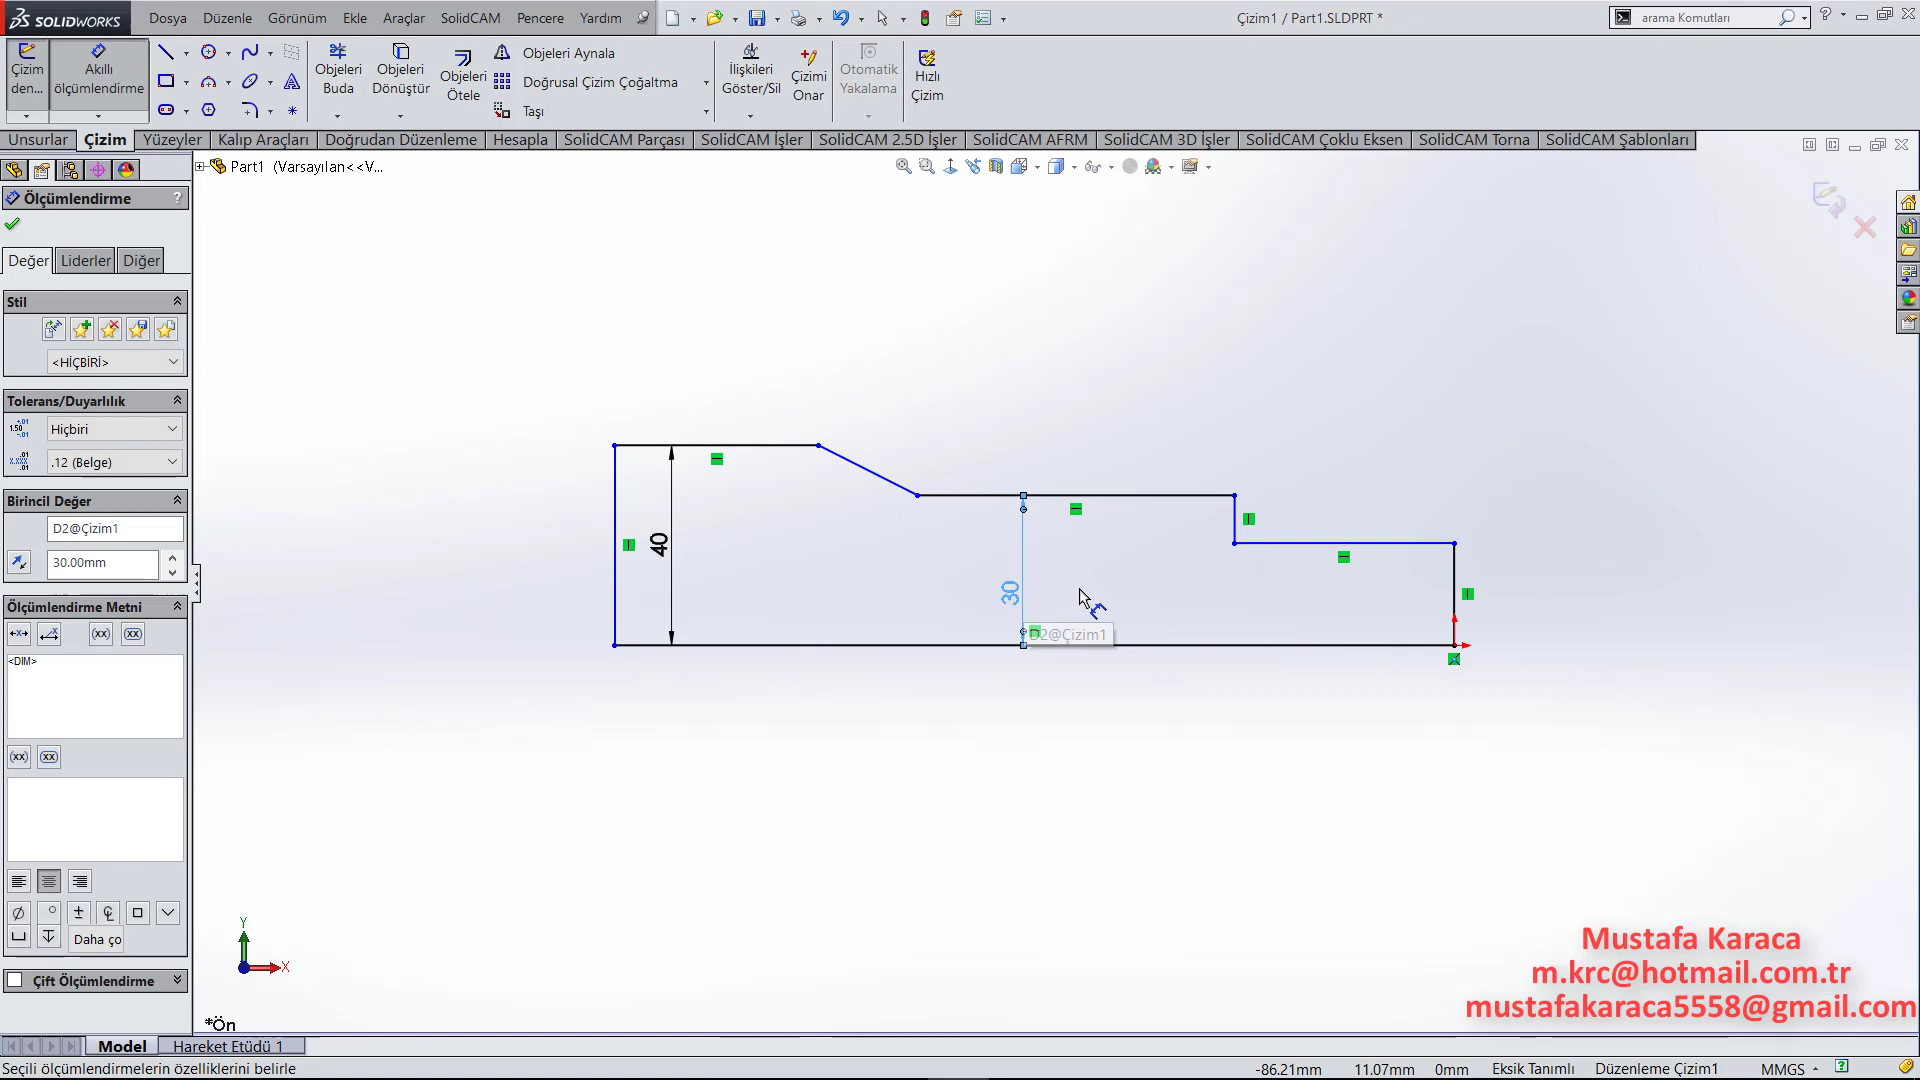 SOLIDWORKS
Dosya Düzenle Görünüm Ekle Araçlar SolidCAM Pencere Yardım
Çizim1 / Part1.SLDPRT *
arama Komutları
Çizim den...
Akıllı ölçümlendirme
Objeleri Buda
Objeleri Dönüştür
Objeleri Ötele
Objeleri Aynala
Doğrusal Çizim Çoğaltma
Taşı
İlişkileri Göster/Sil
Çizimi Onar
Otomatik Yakalama
Hızlı Çizim
Unsurlar Çizim Yüzeyler Kalıp Araçları Doğrudan Düzenleme Hesapla SolidCAM Parçası SolidCAM İşler SolidCAM 2.5D İşler SolidCAM AFRM SolidCAM 3D İşler SolidCAM Çoklu Eksen SolidCAM Torna SolidCAM Şablonları
Part1 (Varsayılan<<V...
Ölçümlendirme ?
Değer Liderler Diğer
Stil
<HİÇBİRİ>
Tolerans/Duyarlılık
Hiçbiri
.12 (Belge)
Birincil Değer
D2@Çizim1
30.00mm
Ölçümlendirme Metni
(xx) (xx)
<DIM>
(xx) (xx)
Daha ço
Çift Ölçümlendirme
40
30
D2@Çizim1
Y
X
*Ön
Mustafa Karaca
m.krc@hotmail.com.tr
mustafakaraca5558@gmail.com
Model Hareket Etüdü 1
Seçili ölçümlendirmelerin özelliklerini belirle
-86.21mm 11.07mm 0mm Eksik Tanımlı Düzenleme Çizim1 MMGS